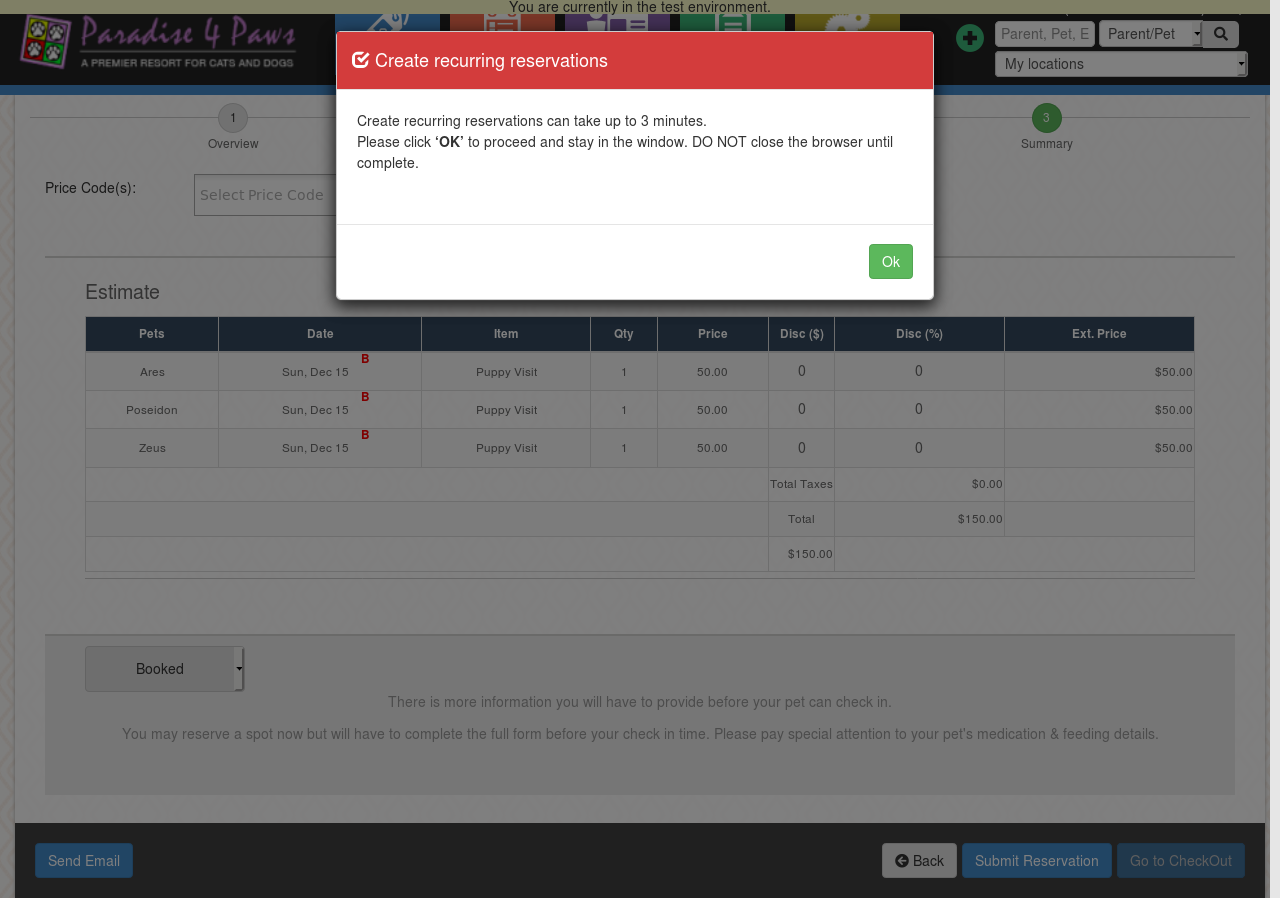 You are currently in the test environment.
Paradise 4 Paws
A PREMIER RESORT FOR CATS AND DOGS
Parent, Pet, E
Parent/Pet
My locations
Create recurring reservations
Create recurring reservations can take up to 3 minutes.
Please click ‘OK’ to proceed and stay in the window. DO NOT close the browser until
complete.
Ok
1
3
Overview
Summary
Price Code(s):
Select Price Code
Estimate
Pets Date Item Qty Price Disc ($) Disc (%) Ext. Price
Ares Sun, Dec 15 B Puppy Visit 1 50.00 0 0 $50.00
Poseidon Sun, Dec 15 B Puppy Visit 1 50.00 0 0 $50.00
Zeus Sun, Dec 15 B Puppy Visit 1 50.00 0 0 $50.00
Total Taxes $0.00
Total $150.00
$150.00
Booked
There is more information you will have to provide before your pet can check in.
You may reserve a spot now but will have to complete the full form before your check in time. Please pay special attention to your pet's medication & feeding details.
Send Email
Back
Submit Reservation
Go to CheckOut